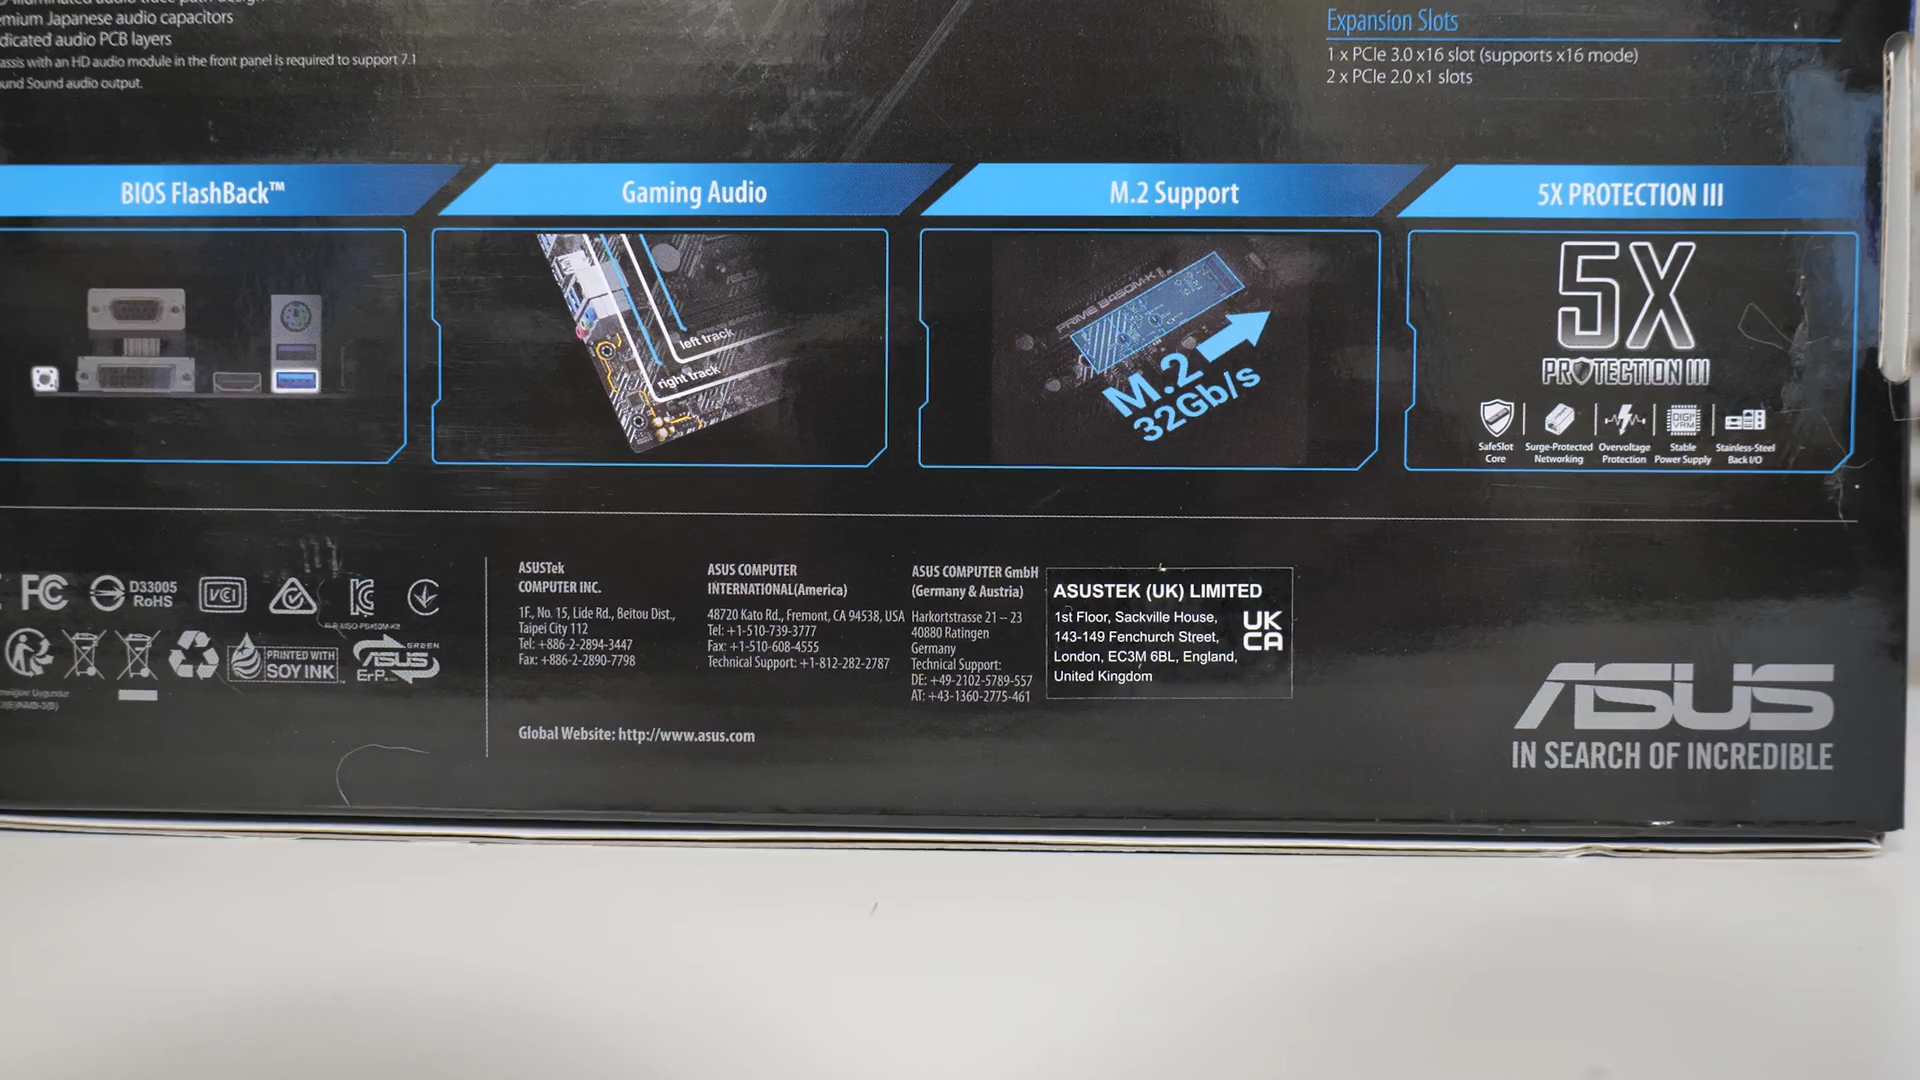 emium Japanese audio capacitors
dicated audio PCB layers
assis with an HD audio module in the front panel is required to support 7.1
und Sound audio output.
Expansion Slots
1 x PCIe 3.0 x16 slot (supports x16 mode)
2 x PCIe 2.0 x1 slots
BIOS FlashBack™
Gaming Audio
M.2 Support
5X PROTECTION III
left track
right track
PRIME B450M-K II
M.2
32Gb/s
5X
PROTECTION III
SafeSlot
Core
Surge-Protected
Networking
Overvoltage
Protection
DIGI+
VRM
Stable
Power Supply
Stainless-Steel
Back I/O
FC
D33005
RoHS
VCI
PRINTED WITH
SOY INK
GREEN
ASUS
ErP
ASUSTek
COMPUTER INC.
1F., No. 15, Lide Rd., Beitou Dist.,
Taipei City 112
Tel: +886-2-2894-3447
Fax: +886-2-2890-7798
ASUS COMPUTER
INTERNATIONAL(America)
48720 Kato Rd., Fremont, CA 94538, USA
Tel: +1-510-739-3777
Fax: +1-510-608-4555
Technical Support: +1-812-282-2787
ASUS COMPUTER GmbH
(Germany & Austria)
Harkortstrasse 21 – 23
40880 Ratingen
Germany
Technical Support:
DE: +49-2102-5789-557
AT: +43-1360-2775-461
ASUSTEK (UK) LIMITED
1st Floor, Sackville House,
143-149 Fenchurch Street,
London, EC3M 6BL, England,
United Kingdom
UK
CA
Global Website: http://www.asus.com
ASUS
IN SEARCH OF INCREDIBLE